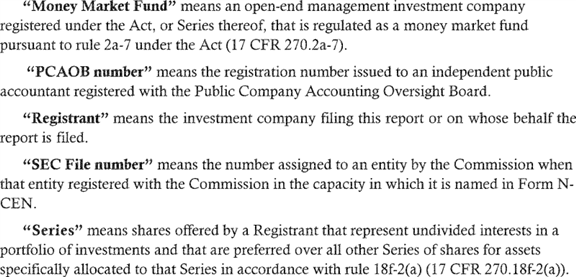 “Money Market Fund” means an open-end management investment company
registered under the Act, or Series thereof, that is regulated as a money market fund
pursuant to rule 2a-7 under the Act (17 CFR 270.2a-7).
“PCAOB number” means the registration number issued to an independent public
accountant registered with the Public Company Accounting Oversight Board.
“Registrant” means the investment company filing this report or on whose behalf the
report is filed.
“SEC File number” means the number assigned to an entity by the Commission when
that entity registered with the Commission in the capacity in which it is named in Form N-
CEN.
“Series” means shares offered by a Registrant that represent undivided interests in a
portfolio of investments and that are preferred over all other Series of shares for assets
specifically allocated to that Series in accordance with rule 18f-2(a) (17 CFR 270.18f-2(a)).